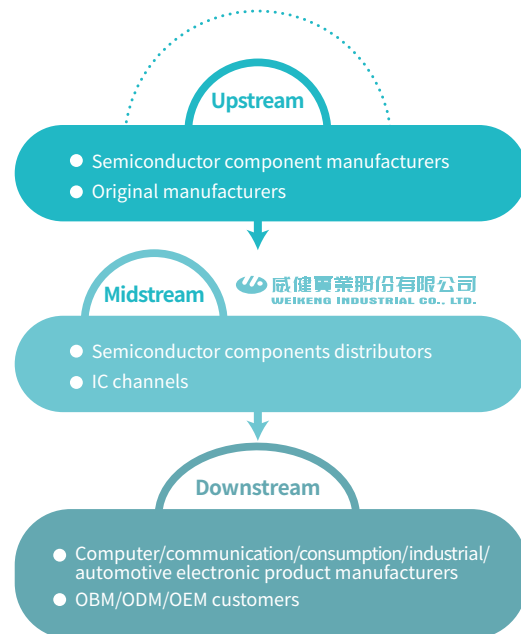 Upstream
Semiconductor component manufacturers
Original manufacturers
Midstream
威健實業股份有限公司
WEIKENG INDUSTRIAL CO., LTD.
Semiconductor components distributors
IC channels
Downstream
Computer/communication/consumption/industrial/
automotive electronic product manufacturers
OBM/ODM/OEM customers